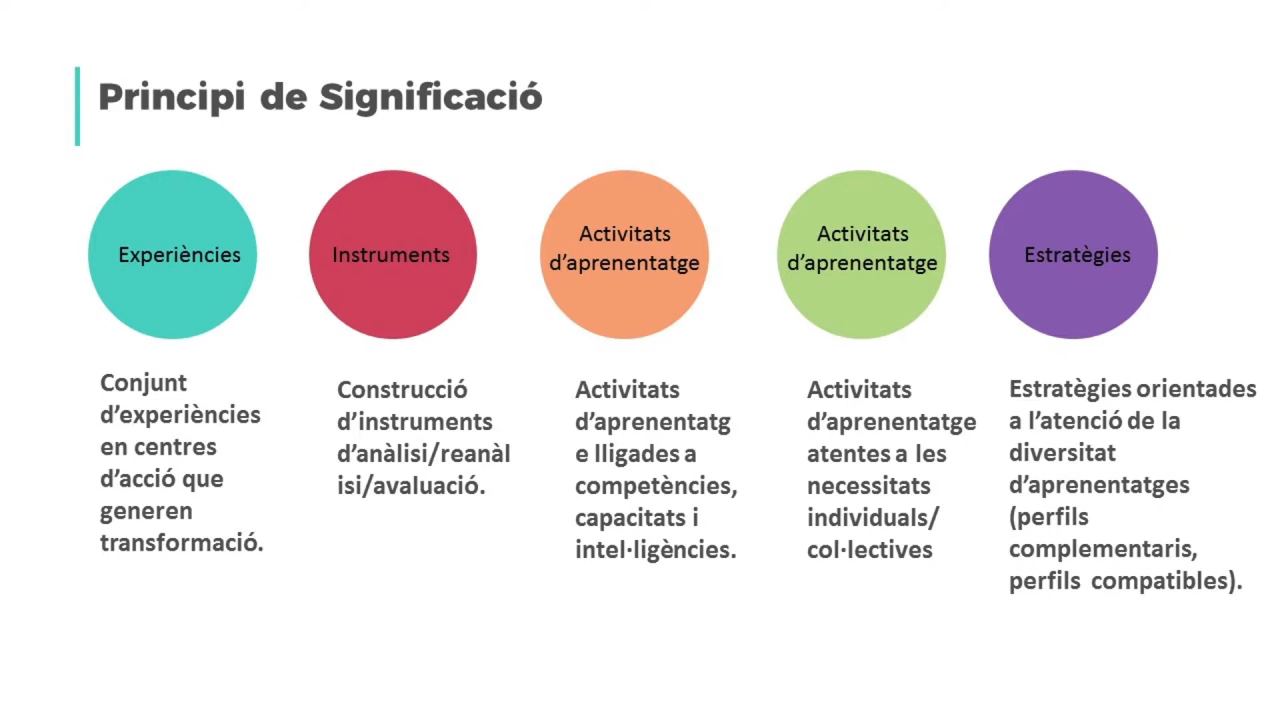 Principi de Significació
Experiències
Instruments
Activitats
d’aprenentatge
Activitats
d’aprenentatge
Estratègies
Conjunt
d’experiències
en centres
d’acció que
generen
transformació.
Construcció
d’instruments
d’anàlisi/reanàl
isi/avaluació.
Activitats
d’aprenentatg
e lligades a
competències,
capacitats i
intel·ligències.
Activitats
d’aprenentatge
atentes a les
necessitats
individuals/
col·lectives
Estratègies orientades
a l’atenció de la
diversitat
d’aprenentatges
(perfils
complementaris,
perfils compatibles).